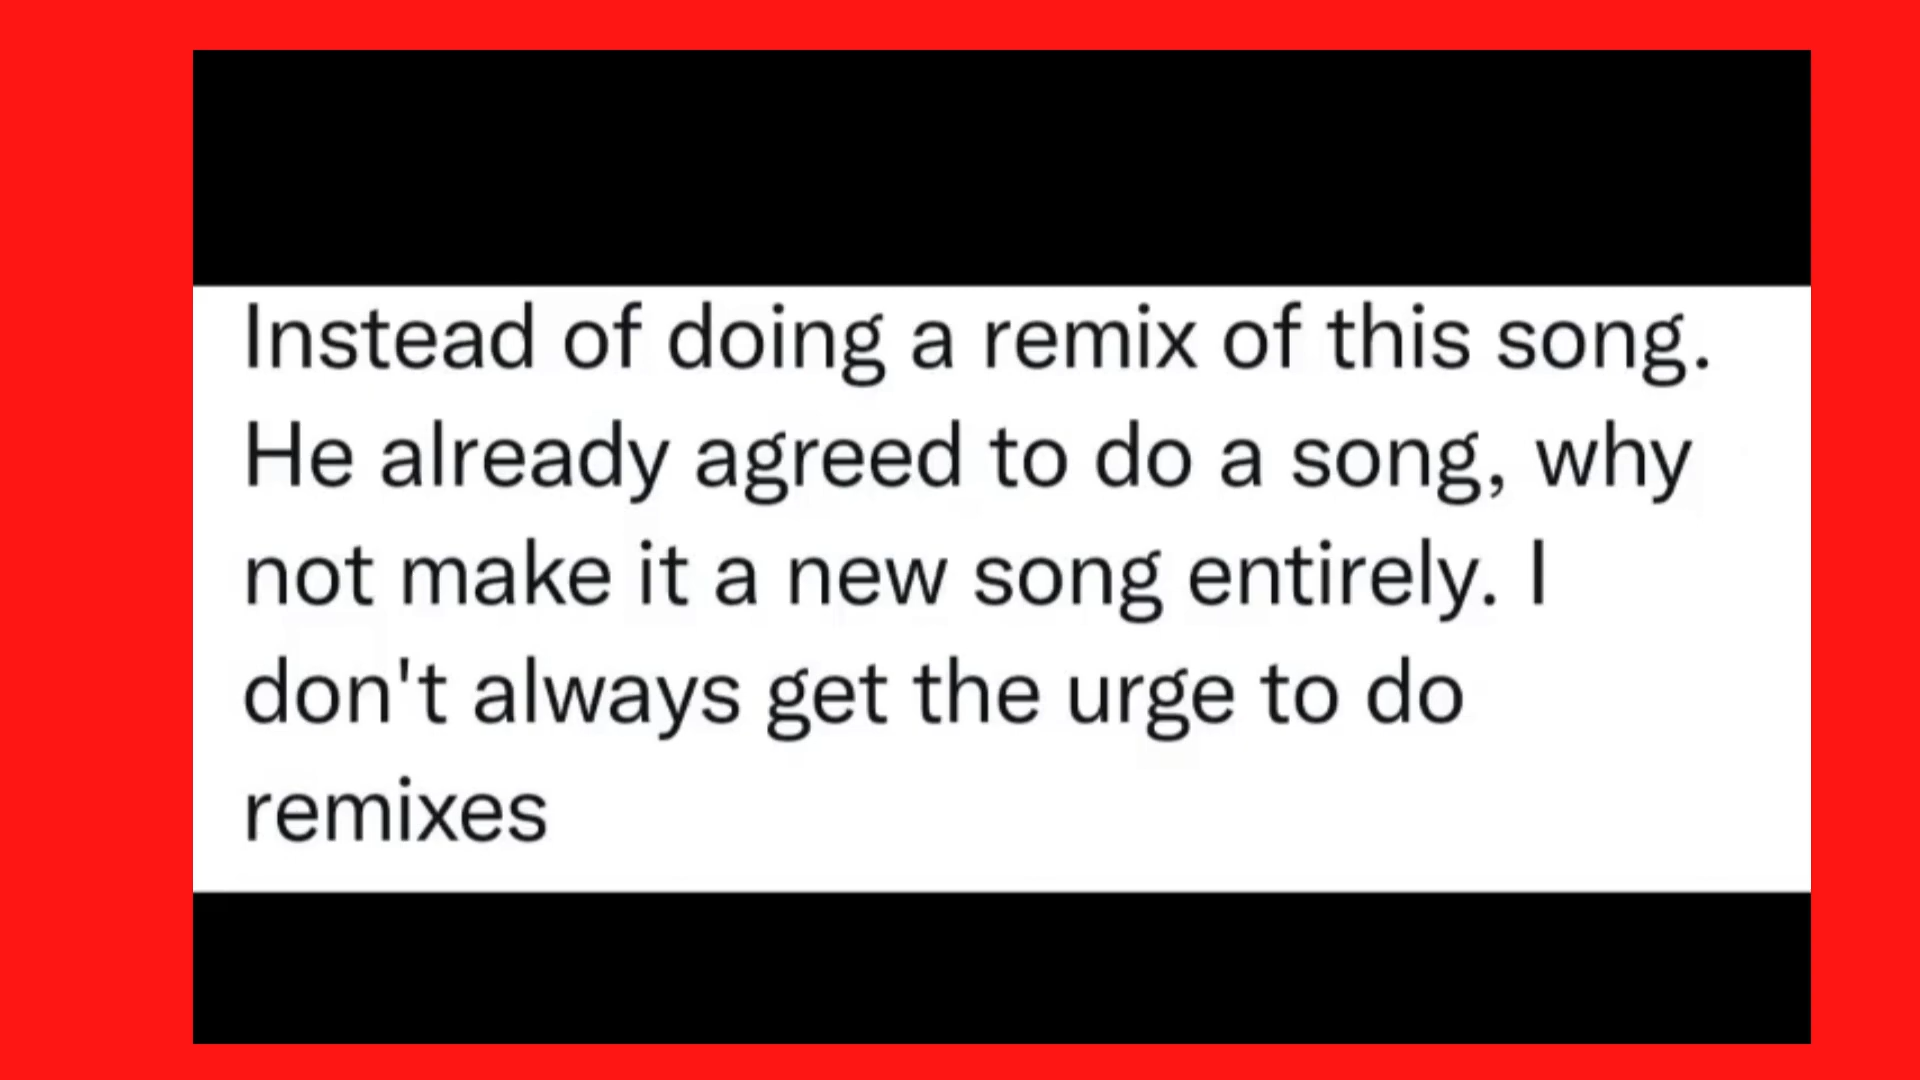 Instead of doing a remix of this song.
He already agreed to do a song, why
not make it a new song entirely. I
don't always get the urge to do
remixes